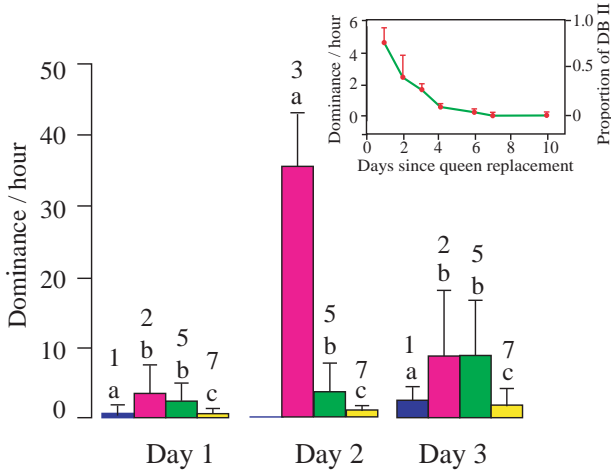 Dominance / hour
50
40
30
20
10
0
1
a
2
b
5
b
7
c
Day 1
3
a
5
b
7
c
Day 2
1
a
2
b
5
b
7
c
Day 3
Dominance / hour
6
4
2
0
Proportion of DB II
1.0
0.5
0
0 2 4 6 8 10
Days since queen replacement